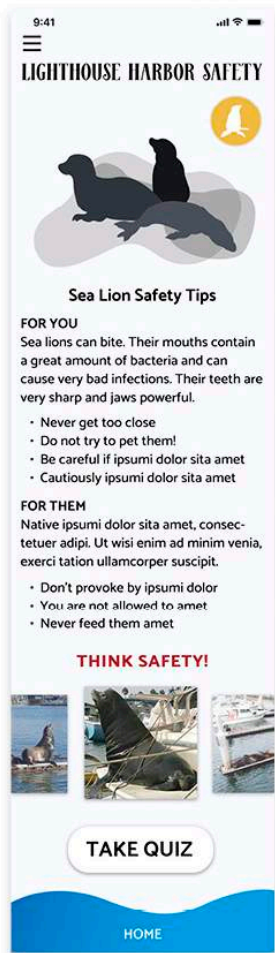 9:41
LIGHTHOUSE HARBOR SAFETY
Sea Lion Safety Tips
FOR YOU
Sea lions can bite. Their mouths contain
a great amount of bacteria and can
cause very bad infections. Their teeth are
very sharp and jaws powerful.
· Never get too close
· Do not try to pet them!
· Be careful if ipsumi dolor sita amet
· Cautiously ipsumi dolor sita amet
FOR THEM
Native ipsumi dolor sita amet, consec-
tetuer adipi. Ut wisi enim ad minim venia,
exerci tation ullamcorper suscipit.
· Don't provoke by ipsumi dolor
· You are not allowed to amet
· Never feed them amet
THINK SAFETY!
TAKE QUIZ
HOME